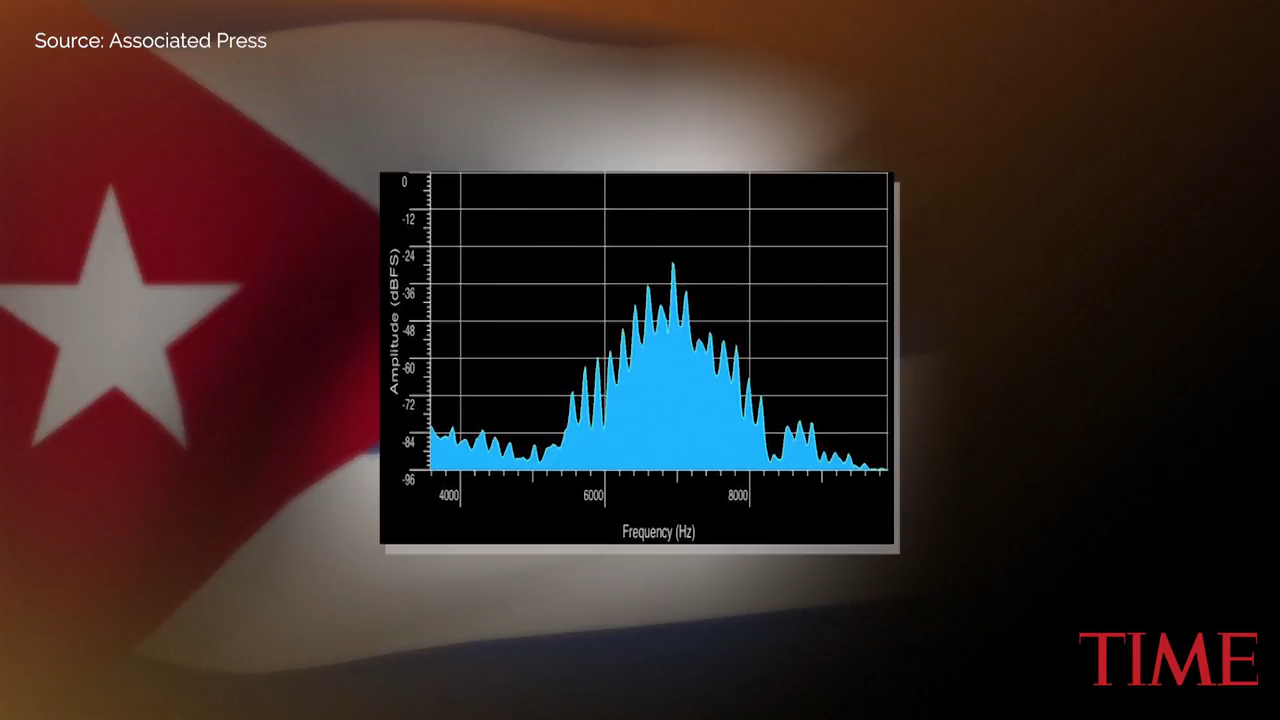 Source: Associated Press
0
-12
-24
-36
-48
-60
-72
-84
-96
Amplitude (dBFS)
4000 6000 8000
Frequency (Hz)
TIME